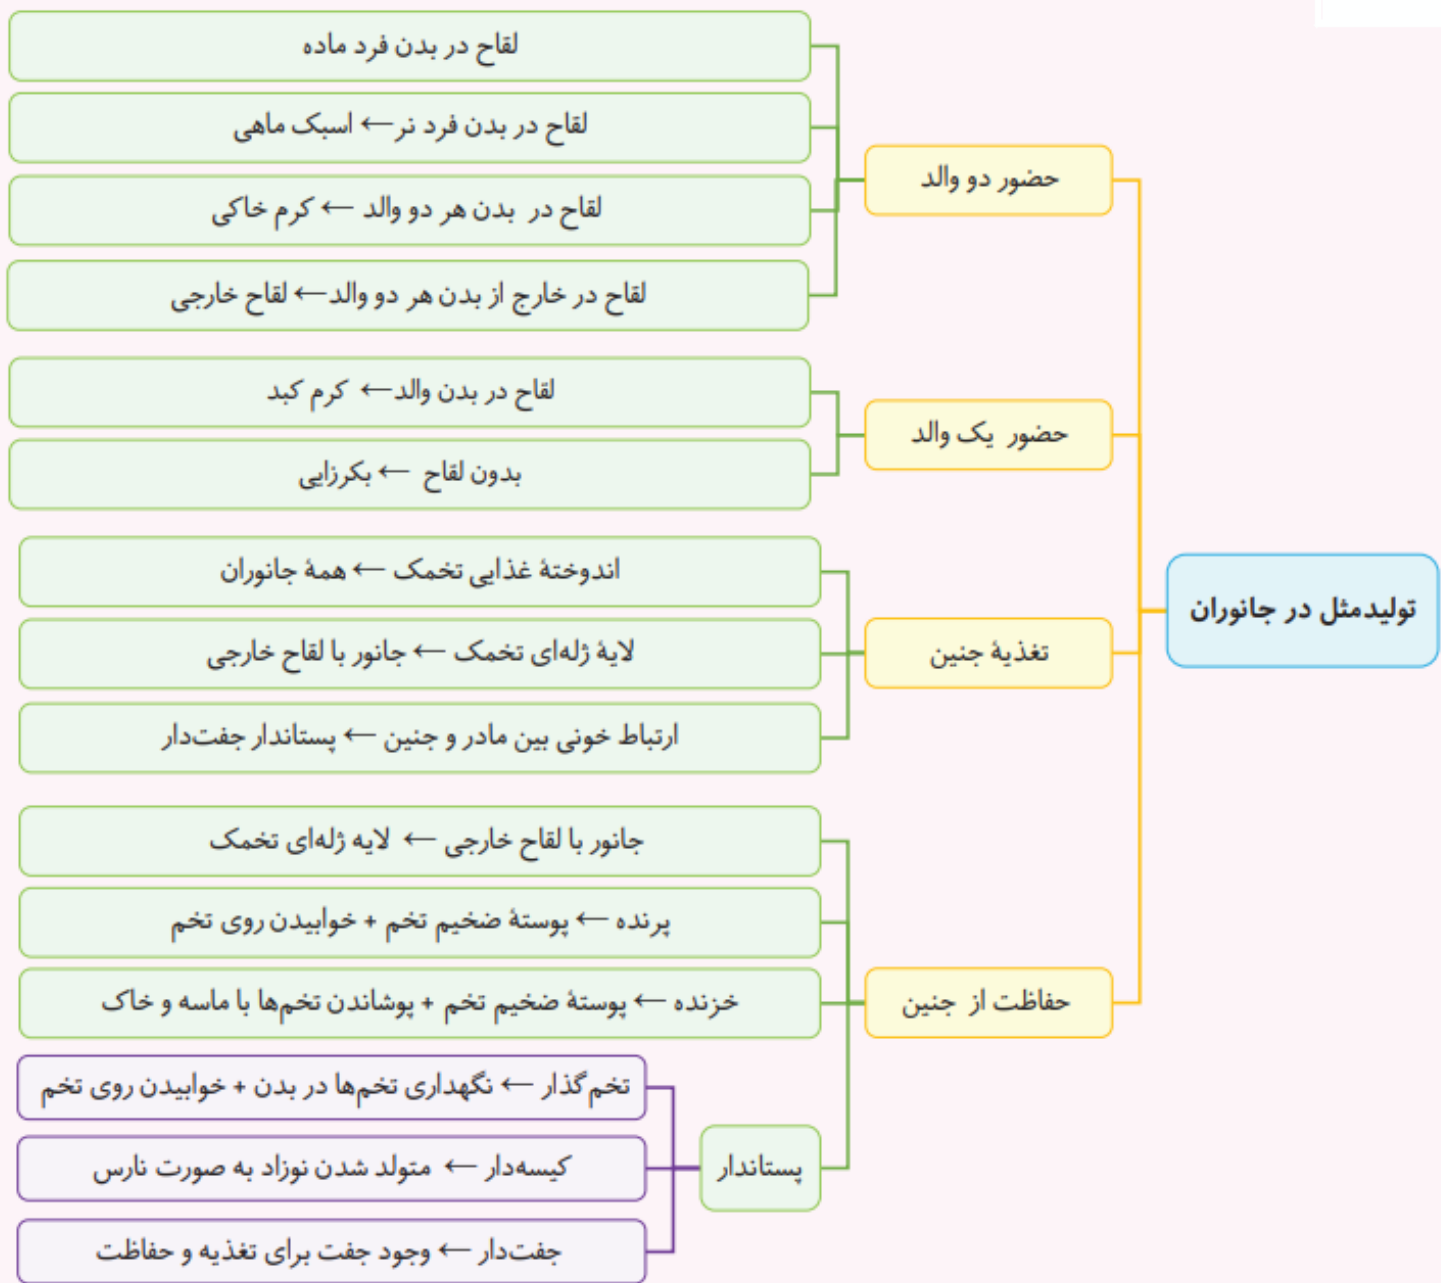 تولیدمثل در جانوران
حضور دو والد
لقاح در بدن فرد ماده
لقاح در بدن فرد نر← اسبک ماهی
لقاح در بدن هر دو والد ← کرم خاکی
لقاح در خارج از بدن هر دو والد← لقاح خارجی
حضور یک والد
لقاح در بدن والد← کرم کبد
بدون لقاح ← بکرزایی
تغذیهٔ جنین
اندوختهٔ غذایی تخمک ← همهٔ جانوران
لایهٔ ژله‌ای تخمک ← جانور با لقاح خارجی
ارتباط خونی بین مادر و جنین ← پستاندار جفت‌دار
حفاظت از جنین
جانور با لقاح خارجی ← لایه ژله‌ای تخمک
پرنده ← پوستهٔ ضخیم تخم + خوابیدن روی تخم
خزنده ← پوستهٔ ضخیم تخم + پوشاندن تخم‌ها با ماسه و خاک
پستاندار
تخم‌گذار ← نگهداری تخم‌ها در بدن + خوابیدن روی تخم
کیسه‌دار ← متولد شدن نوزاد به صورت نارس
جفت‌دار ← وجود جفت برای تغذیه و حفاظت